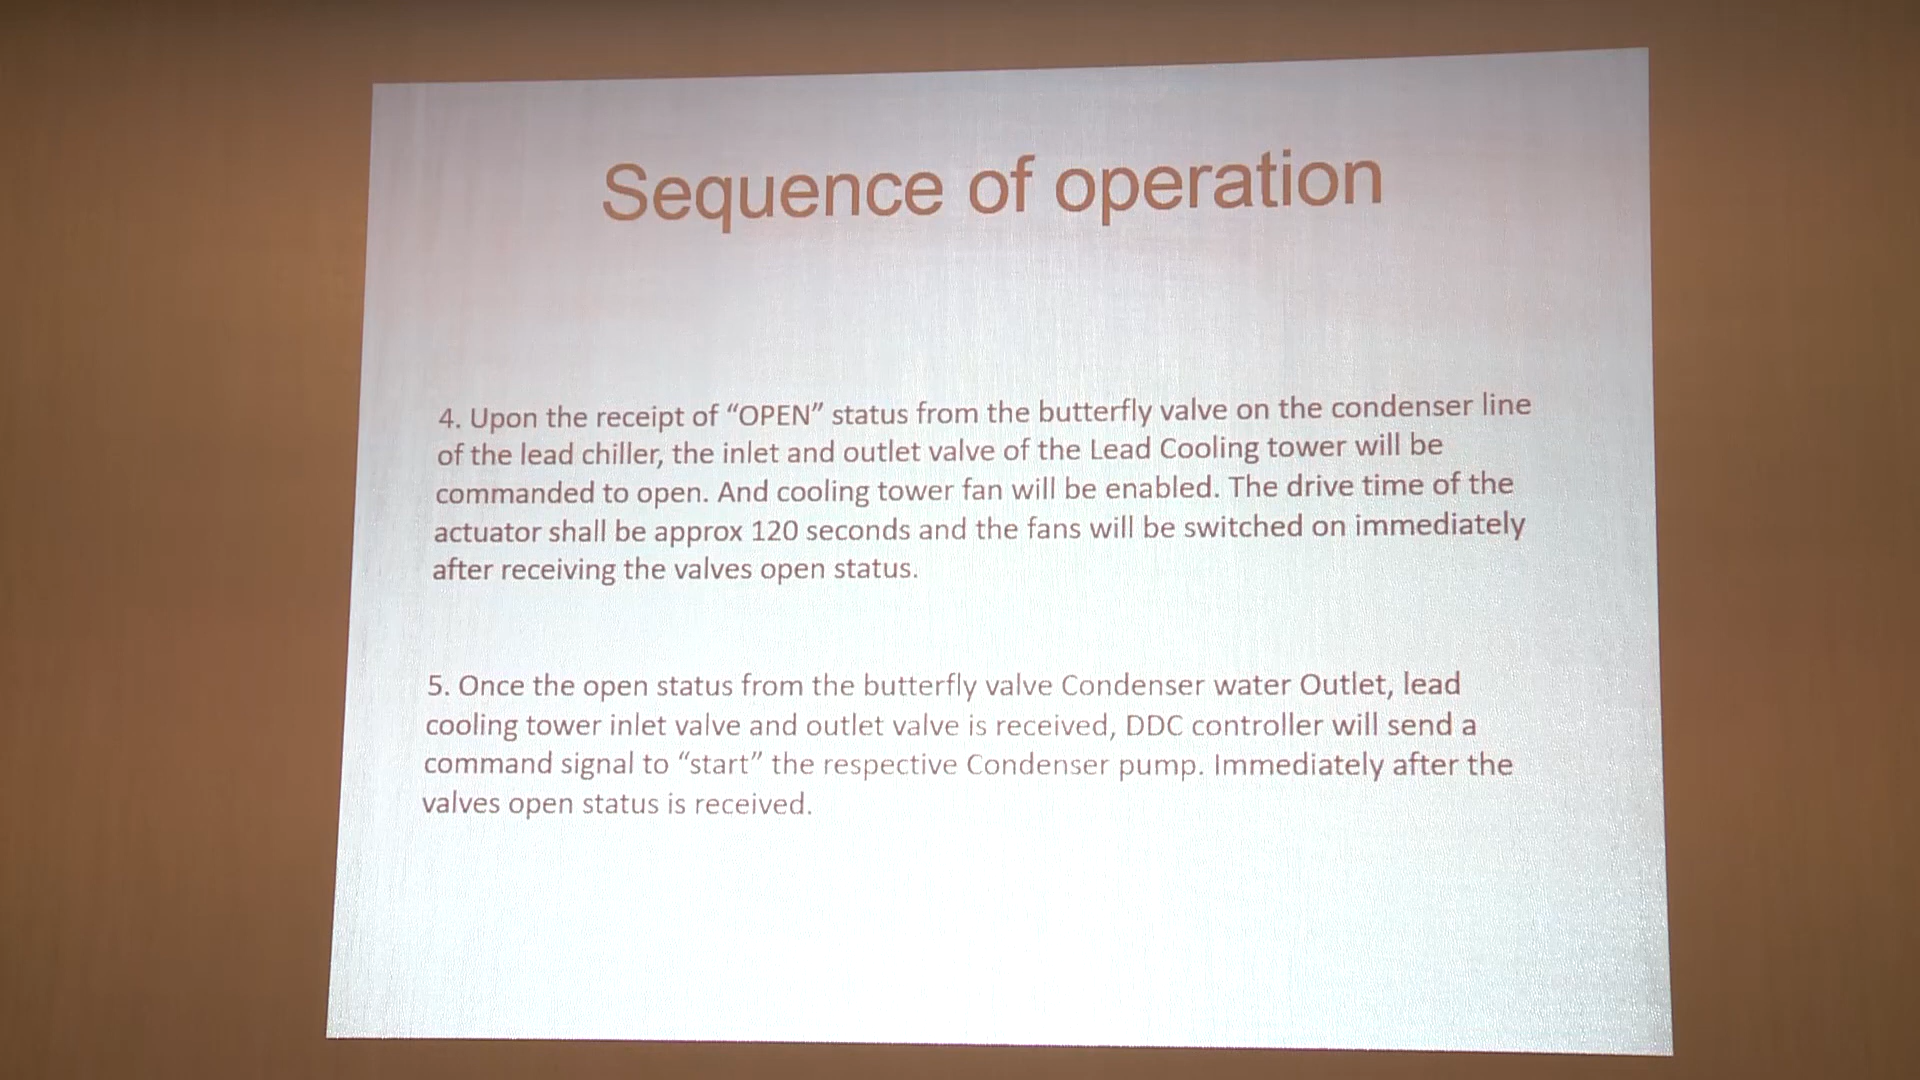 Sequence of operation
4. Upon the receipt of “OPEN” status from the butterfly valve on the condenser line
of the lead chiller, the inlet and outlet valve of the Lead Cooling tower will be
commanded to open. And cooling tower fan will be enabled. The drive time of the
actuator shall be approx 120 seconds and the fans will be switched on immediately
after receiving the valves open status.
5. Once the open status from the butterfly valve Condenser water Outlet, lead
cooling tower inlet valve and outlet valve is received, DDC controller will send a
command signal to “start” the respective Condenser pump. Immediately after the
valves open status is received.